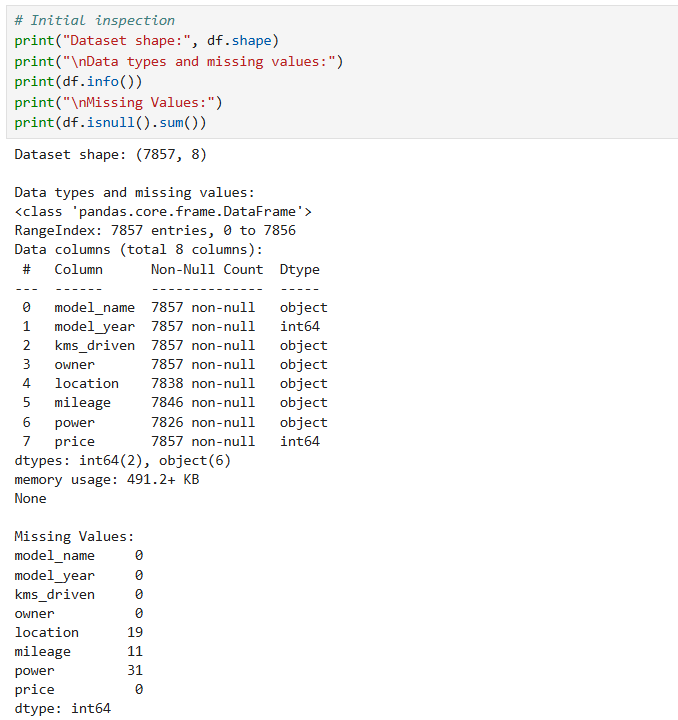 # Initial inspection
print("Dataset shape:", df.shape)
print("\nData types and missing values:")
print(df.info())
print("\nMissing Values:")
print(df.isnull().sum())
Dataset shape: (7857, 8)
Data types and missing values:
<class 'pandas.core.frame.DataFrame'>
RangeIndex: 7857 entries, 0 to 7856
Data columns (total 8 columns):
 #   Column      Non-Null Count  Dtype
---  ------      --------------  -----
 0   model_name  7857 non-null   object
 1   model_year  7857 non-null   int64
 2   kms_driven  7857 non-null   object
 3   owner       7857 non-null   object
 4   location    7838 non-null   object
 5   mileage     7846 non-null   object
 6   power       7826 non-null   object
 7   price       7857 non-null   int64
dtypes: int64(2), object(6)
memory usage: 491.2+ KB
None
Missing Values:
model_name     0
model_year     0
kms_driven     0
owner          0
location      19
mileage       11
power         31
price          0
dtype: int64